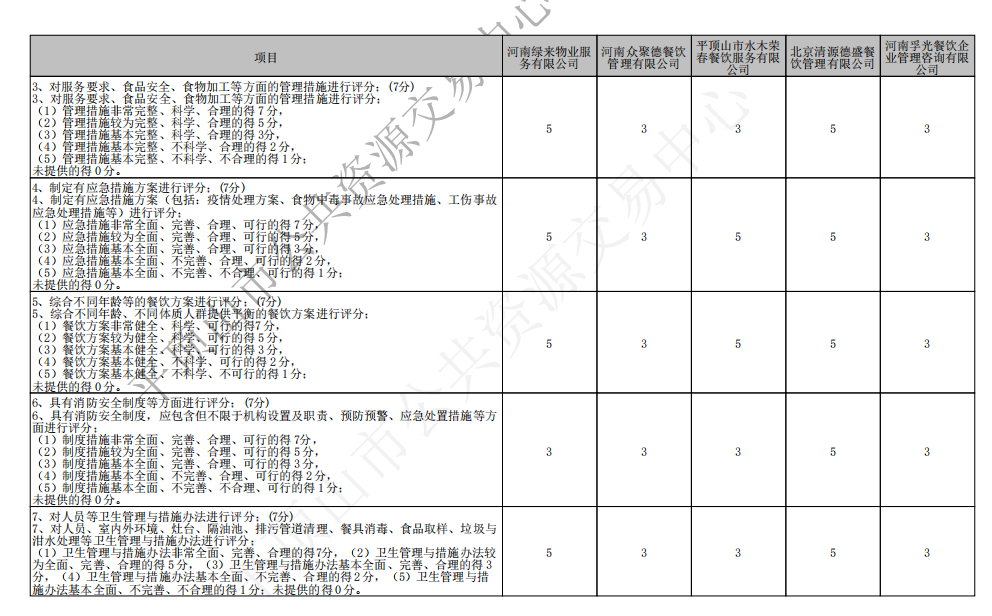 项目
河南绿来物业服
务有限公司
河南众聚德餐饮
管理有限公司
平顶山市水木荣
春餐饮服务有限
公司
北京清源德盛餐
饮管理有限公司
河南孚光餐饮企
业管理咨询有限
公司
3、对服务要求、食品安全、食物加工等方面的管理措施进行评分；(7分)
3、对服务要求、食品安全、食物加工等方面的管理措施进行评分；
（1）管理措施非常完整、科学、合理的得７分，
（2）管理措施较为完整、科学、合理的得５分，
（3）管理措施基本完整、科学、合理的得 3分，
（4）管理措施基本完整、不科学、合理的得２分，
（5）管理措施基本完整、不科学、不合理的得１分；
未提供的得０分。
5
3
3
5
3
4、制定有应急措施方案进行评分；(7分)
4、制定有应急措施方案（包括：疫情处理方案、食物中毒事故应急处理措施、工伤事故
应急处理措施等）进行评分；
（1）应急措施非常全面、完善、合理、可行的得７分，
（2）应急措施较为全面、完善、合理、可行的得５分，
（3）应急措施基本全面、完善、合理、可行的得３分，
（4）应急措施基本全面、不完善、合理、可行的得２分，
（5）应急措施基本全面、不完善、不合理、可行的得１分；
未提供的得０分。
5
3
5
5
3
5、综合不同年龄等的餐饮方案进行评分；(7分)
5、综合不同年龄、不同体质人群提供平衡的餐饮方案进行评分；
（1）餐饮方案非常健全、科学、可行的得7分，
（2）餐饮方案较为健全、科学、可行的得５分，
（3）餐饮方案基本健全、科学、可行的得３分，
（4）餐饮方案基本健全、不科学、可行的得２分，
（5）餐饮方案基本健全、不科学、不可行的得１分；
未提供的得０分。
5
3
5
5
3
6、具有消防安全制度等方面进行评分；(7分)
6、具有消防安全制度，应包含但不限于机构设置及职责、预防预警、应急处置措施等方
面进行评分；
（1）制度措施非常全面、完善、合理、可行的得 7分，
（2）制度措施较为全面、完善、合理、可行的得５分，
（3）制度措施基本全面、完善、合理、可行的得３分，
（4）制度措施基本全面、不完善、合理、可行的得２分，
（5）制度措施基本全面、不完善、不合理、可行的得１分；
未提供的得０分。
3
3
3
5
3
7、对人员等卫生管理与措施办法进行评分；(7分)
7、对人员、室内外环境、灶台、隔油池、排污管道清理、餐具消毒、食品取样、垃圾与
泔水处理等卫生管理与措施办法进行评分；
（1）卫生管理与措施办法非常全面、完善、合理的得7分，（2）卫生管理与措施办法较
为全面、完善、合理的得５分，（3）卫生管理与措施办法基本全面、完善、合理的得３
分，（4）卫生管理与措施办法基本全面、不完善、合理的得２分，（5）卫生管理与措
施办法基本全面、不完善、不合理的得１分；未提供的得０分。
5
3
3
5
3
平顶山市公共资源交易中心
顶山市公共资源交易中心